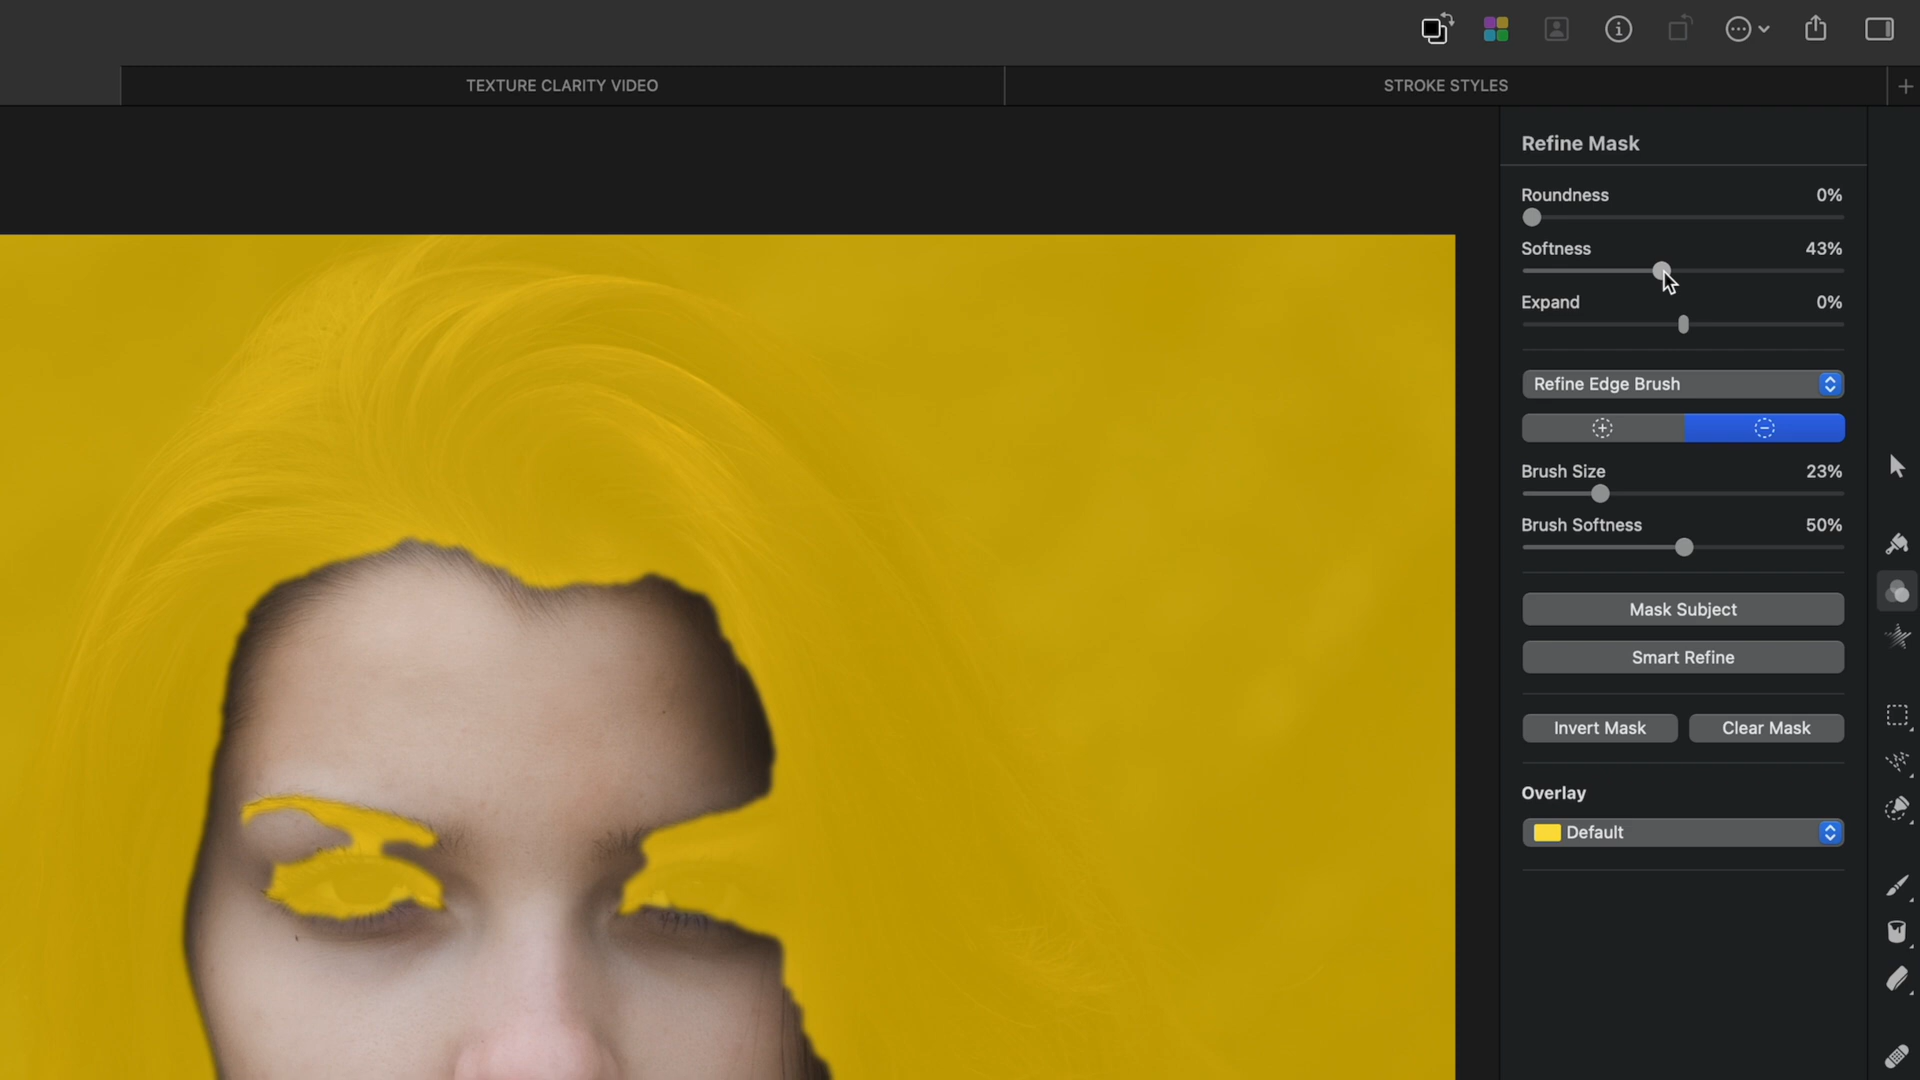 TEXTURE CLARITY VIDEO
STROKE STYLES
Refine Mask
Roundness 0%
Softness 43%
Expand 0%
Refine Edge Brush
Brush Size 23%
Brush Softness 50%
Mask Subject
Smart Refine
Invert Mask Clear Mask
Overlay
Default